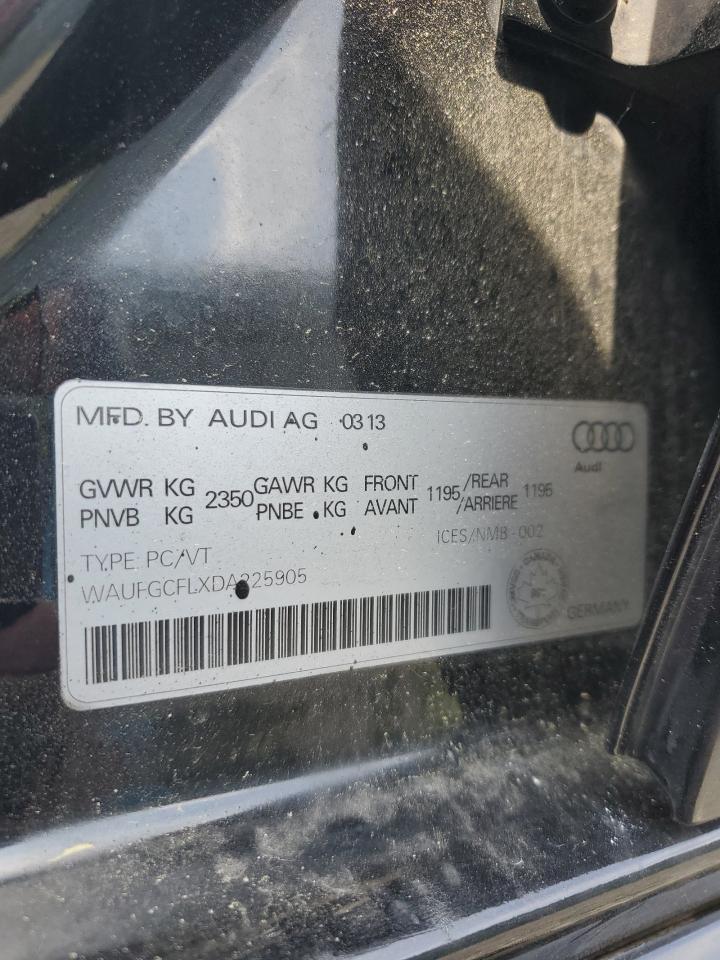 MFD. BY AUDI AG 03 13
Audi
GVWR KG 2350 GAWR KG FRONT 1195 /REAR 1195
PNVB KG PNBE KG AVANT /ARRIERE
ICES/NMB - 002
TYPE: PC/VT
CANADA
GERMANY